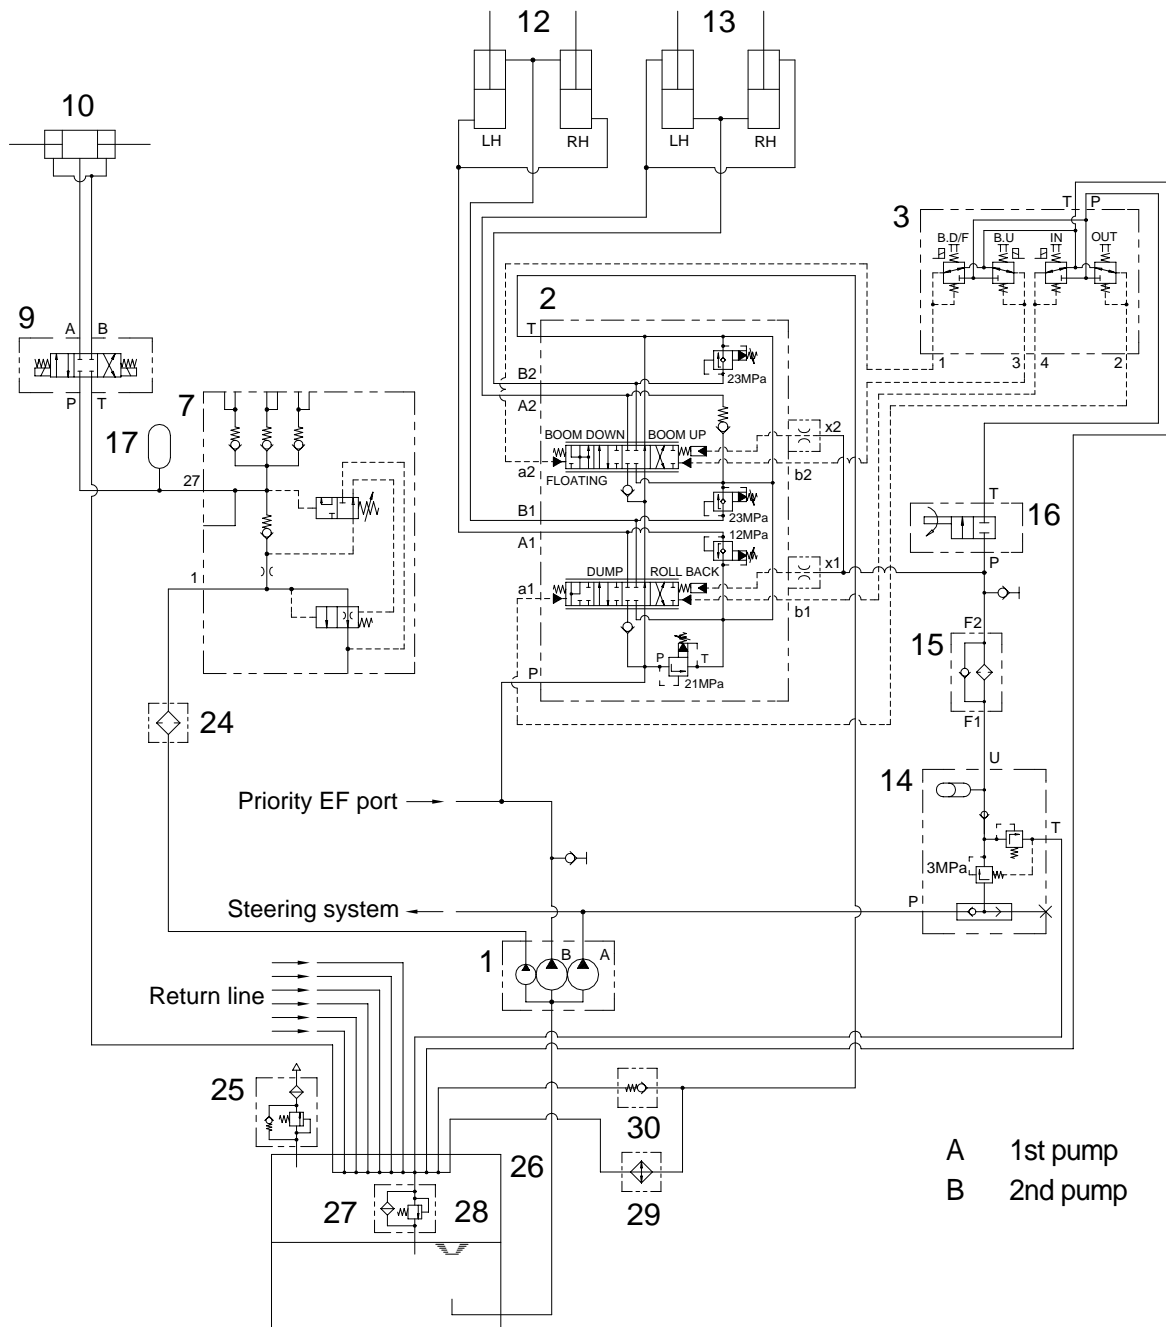 12
13
10
LH
RH
LH
RH
T
P
3
B.D/F
B.U
IN
OUT
1
3
4
2
9
A
B
P
T
2
T
B2
23MPa
A2
7
17
27
1
BOOM DOWN
BOOM UP
x2
a2
b2
FLOATING
B1
23MPa
12MPa
A1
DUMP
ROLL BACK
x1
a1
b1
P
T
21MPa
P
T
16
P
F2
15
F1
U
24
14
T
3MPa
P
Priority EF port
Steering system
1
B
A
Return line
25
30
26
29
27
28
A 1st pump
B 2nd pump